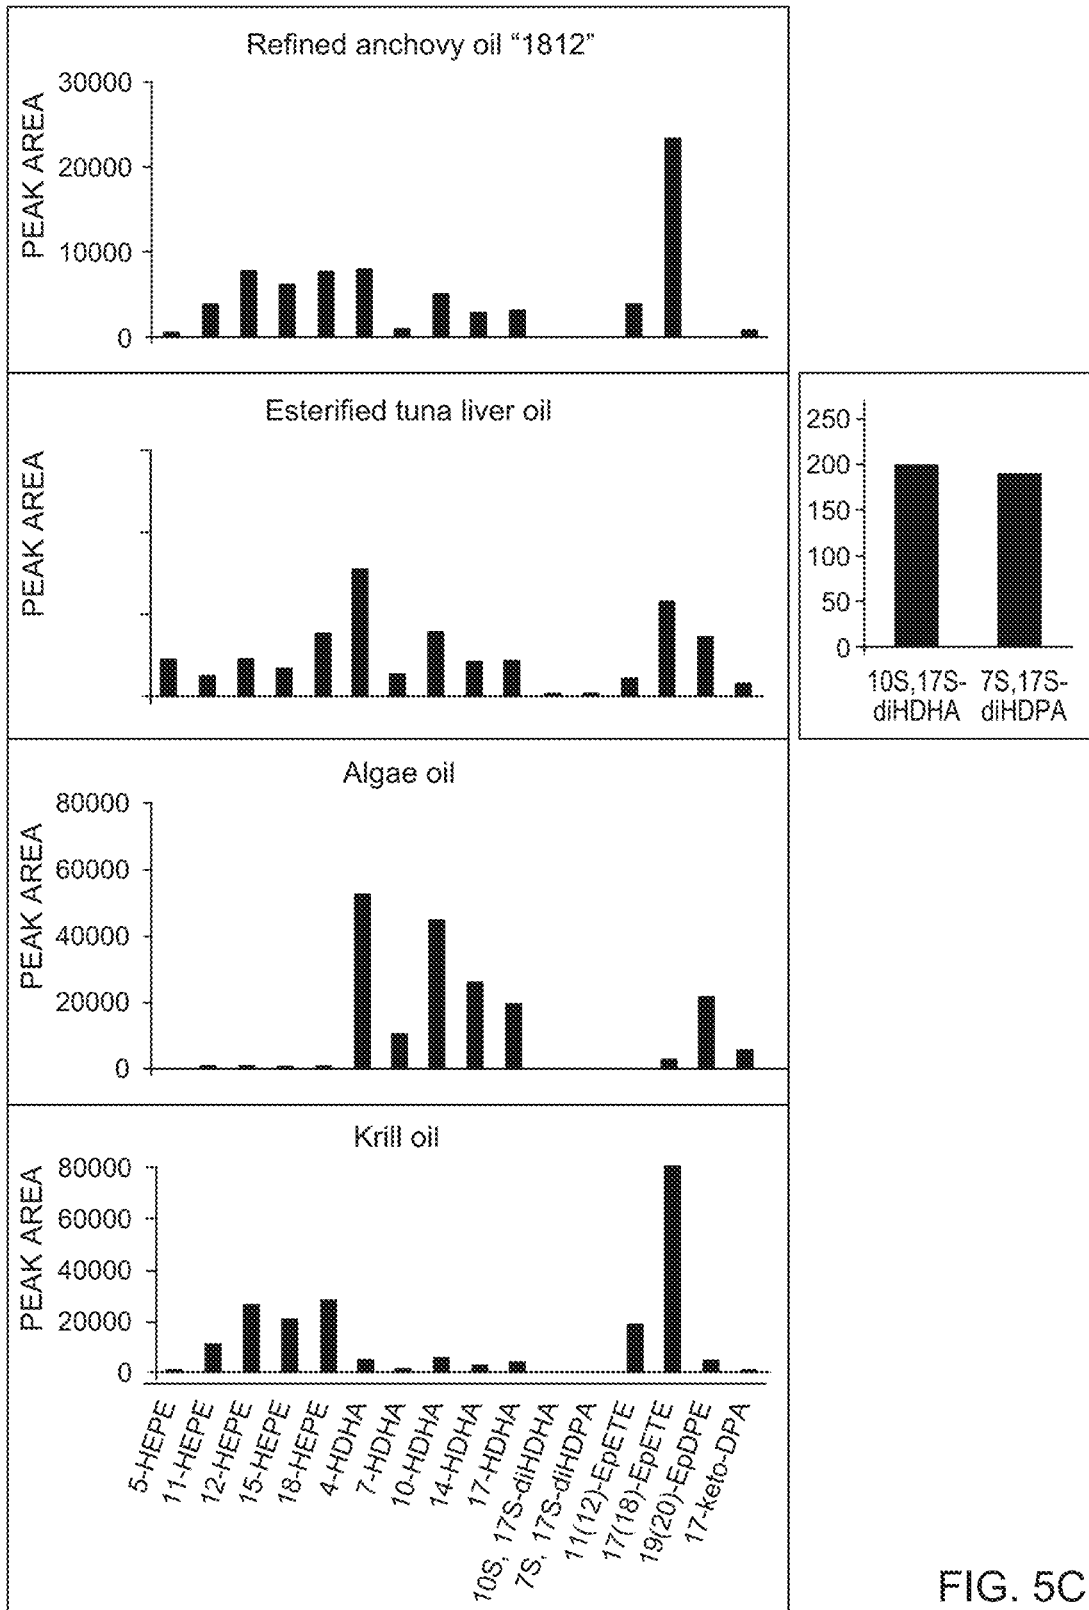 Refined anchovy oil “1812”
PEAK AREA
30000
20000
10000
0
Esterified tuna liver oil
PEAK AREA
250
200
150
100
50
0
10S,17S-
diHDHA
7S,17S-
diHDPA
Algae oil
PEAK AREA
80000
60000
40000
20000
0
Krill oil
PEAK AREA
80000
60000
40000
20000
0
5-HEPE
11-HEPE
12-HEPE
15-HEPE
18-HEPE
4-HDHA
7-HDHA
10-HDHA
14-HDHA
17-HDHA
10S, 17S-diHDHA
7S, 17S-diHDPA
11(12)-EpETE
17(18)-EpETE
19(20)-EpDPE
17-keto-DPA
FIG. 5C